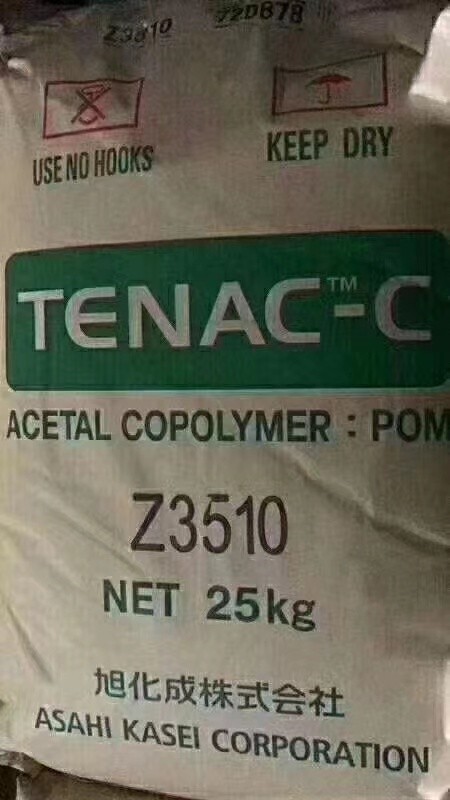 Z3510 72D878
USE NO HOOKS
KEEP DRY
TENAC™-C
ACETAL COPOLYMER : POM
Z3510
NET 25kg
旭化成株式会社
ASAHI KASEI CORPORATION